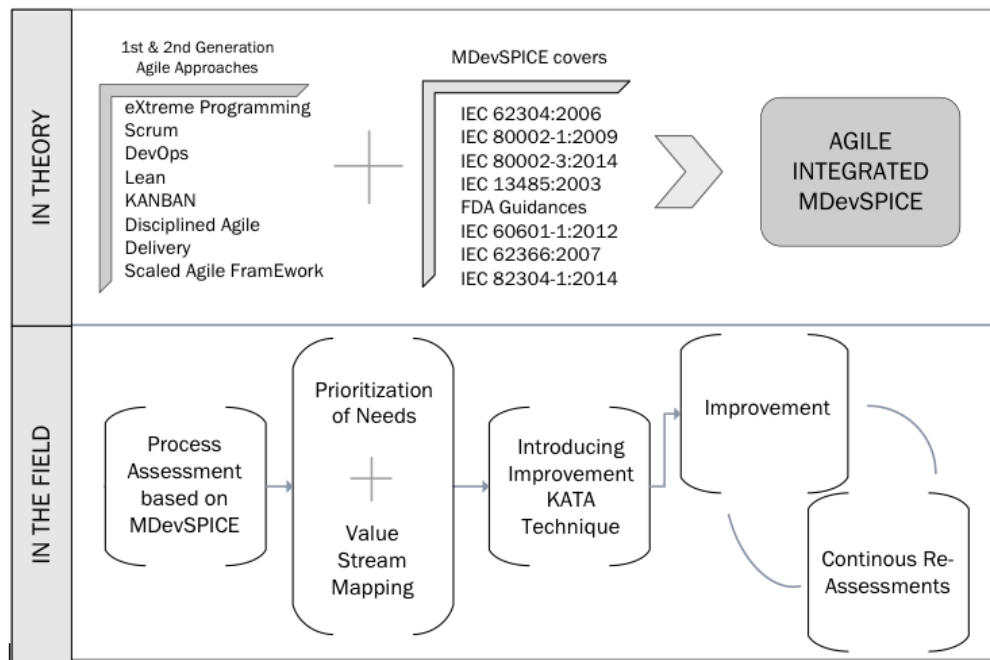 IN THEORY
1st & 2nd Generation
Agile Approaches
eXtreme Programming
Scrum
DevOps
Lean
KANBAN
Disciplined Agile
Delivery
Scaled Agile FramEwork
MDevSPICE covers
IEC 62304:2006
IEC 80002-1:2009
IEC 80002-3:2014
IEC 13485:2003
FDA Guidances
IEC 60601-1:2012
IEC 62366:2007
IEC 82304-1:2014
AGILE
INTEGRATED
MDevSPICE
IN THE FIELD
Process
Assessment
based on
MDevSPICE
Prioritization
of Needs
Value
Stream
Mapping
Introducing
Improvement
KATA
Technique
Improvement
Continous Re-
Assessments